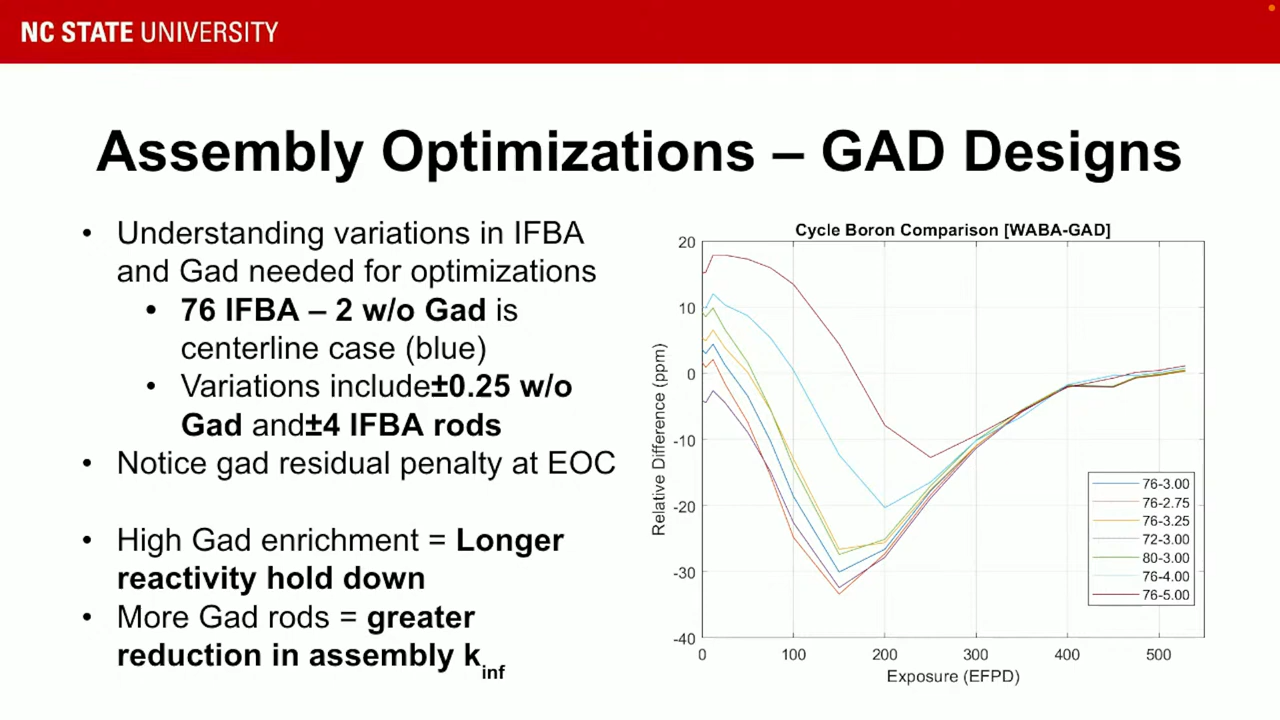 NC STATE UNIVERSITY
Assembly Optimizations – GAD Designs
• Understanding variations in IFBA
and Gad needed for optimizations
• 76 IFBA – 2 w/o Gad is
centerline case (blue)
• Variations include±0.25 w/o
Gad and±4 IFBA rods
• Notice gad residual penalty at EOC
• High Gad enrichment = Longer
reactivity hold down
• More Gad rods = greater
reduction in assembly kinf
Cycle Boron Comparison [WABA-GAD]
Relative Difference (ppm)
20
10
0
-10
-20
-30
-40
0 100 200 300 400 500
Exposure (EFPD)
76-3.00
76-2.75
76-3.25
72-3.00
80-3.00
76-4.00
76-5.00